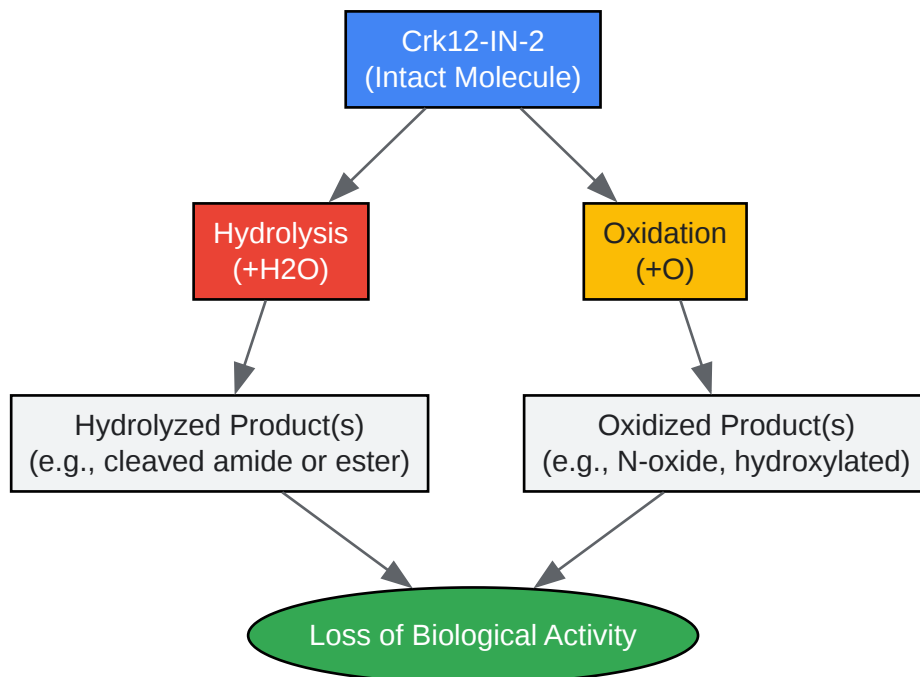 Crk12-IN-2
(Intact Molecule)
Hydrolysis
(+H2O)
Oxidation
(+O)
Hydrolyzed Product(s)
(e.g., cleaved amide or ester)
Oxidized Product(s)
(e.g., N-oxide, hydroxylated)
Loss of Biological Activity